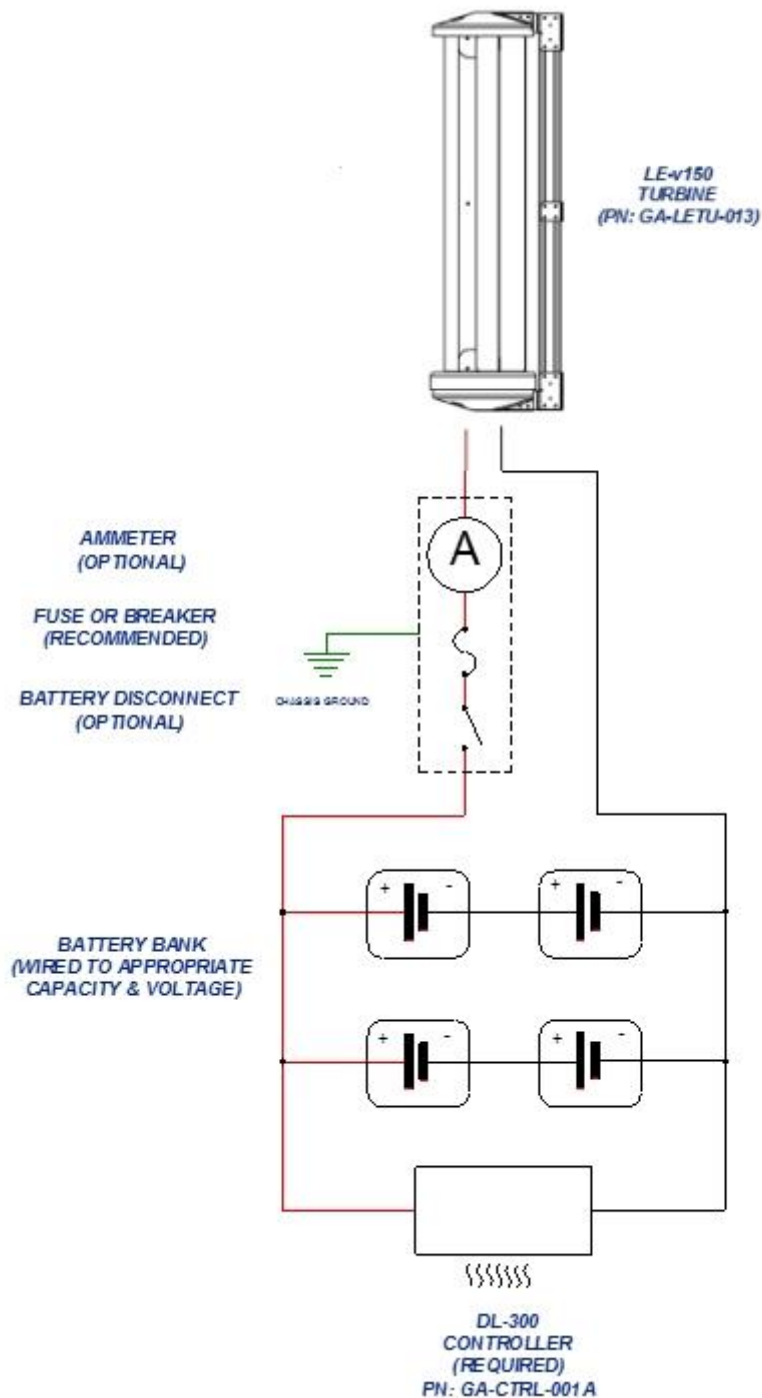 LE-v150
TURBINE
(PN: GA-LETU-013)
AMMETER
(OPTIONAL)
A
FUSE OR BREAKER
(RECOMMENDED)
BATTERY DISCONNECT
(OPTIONAL)
CHASSIS GROUND
+ -
+ -
BATTERY BANK
(WIRED TO APPROPRIATE
CAPACITY & VOLTAGE)
+ -
+ -
DL-300
CONTROLLER
(REQUIRED)
PN: GA-CTRL-001A